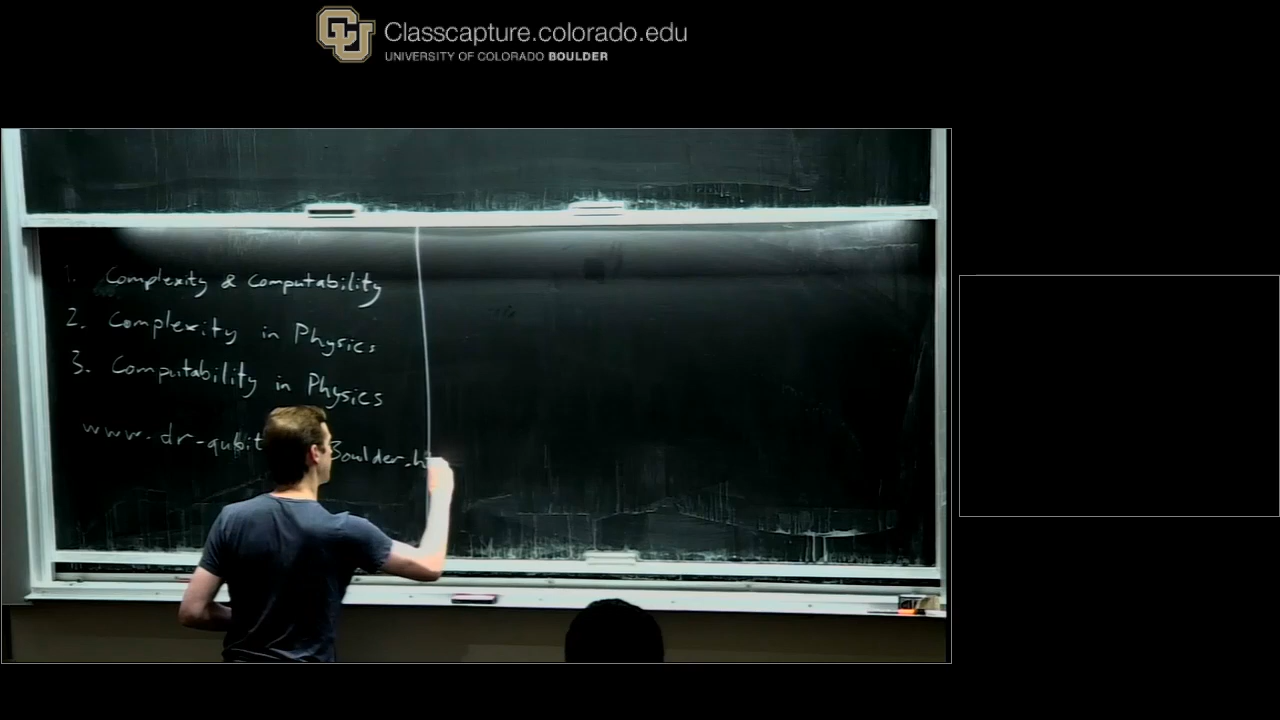 CU
Classcapture.colorado.edu
UNIVERSITY OF COLORADO BOULDER
1. Complexity & Computability
2. Complexity in Physics
3. Computability in Physics
www.dr-qubit Boulder.h